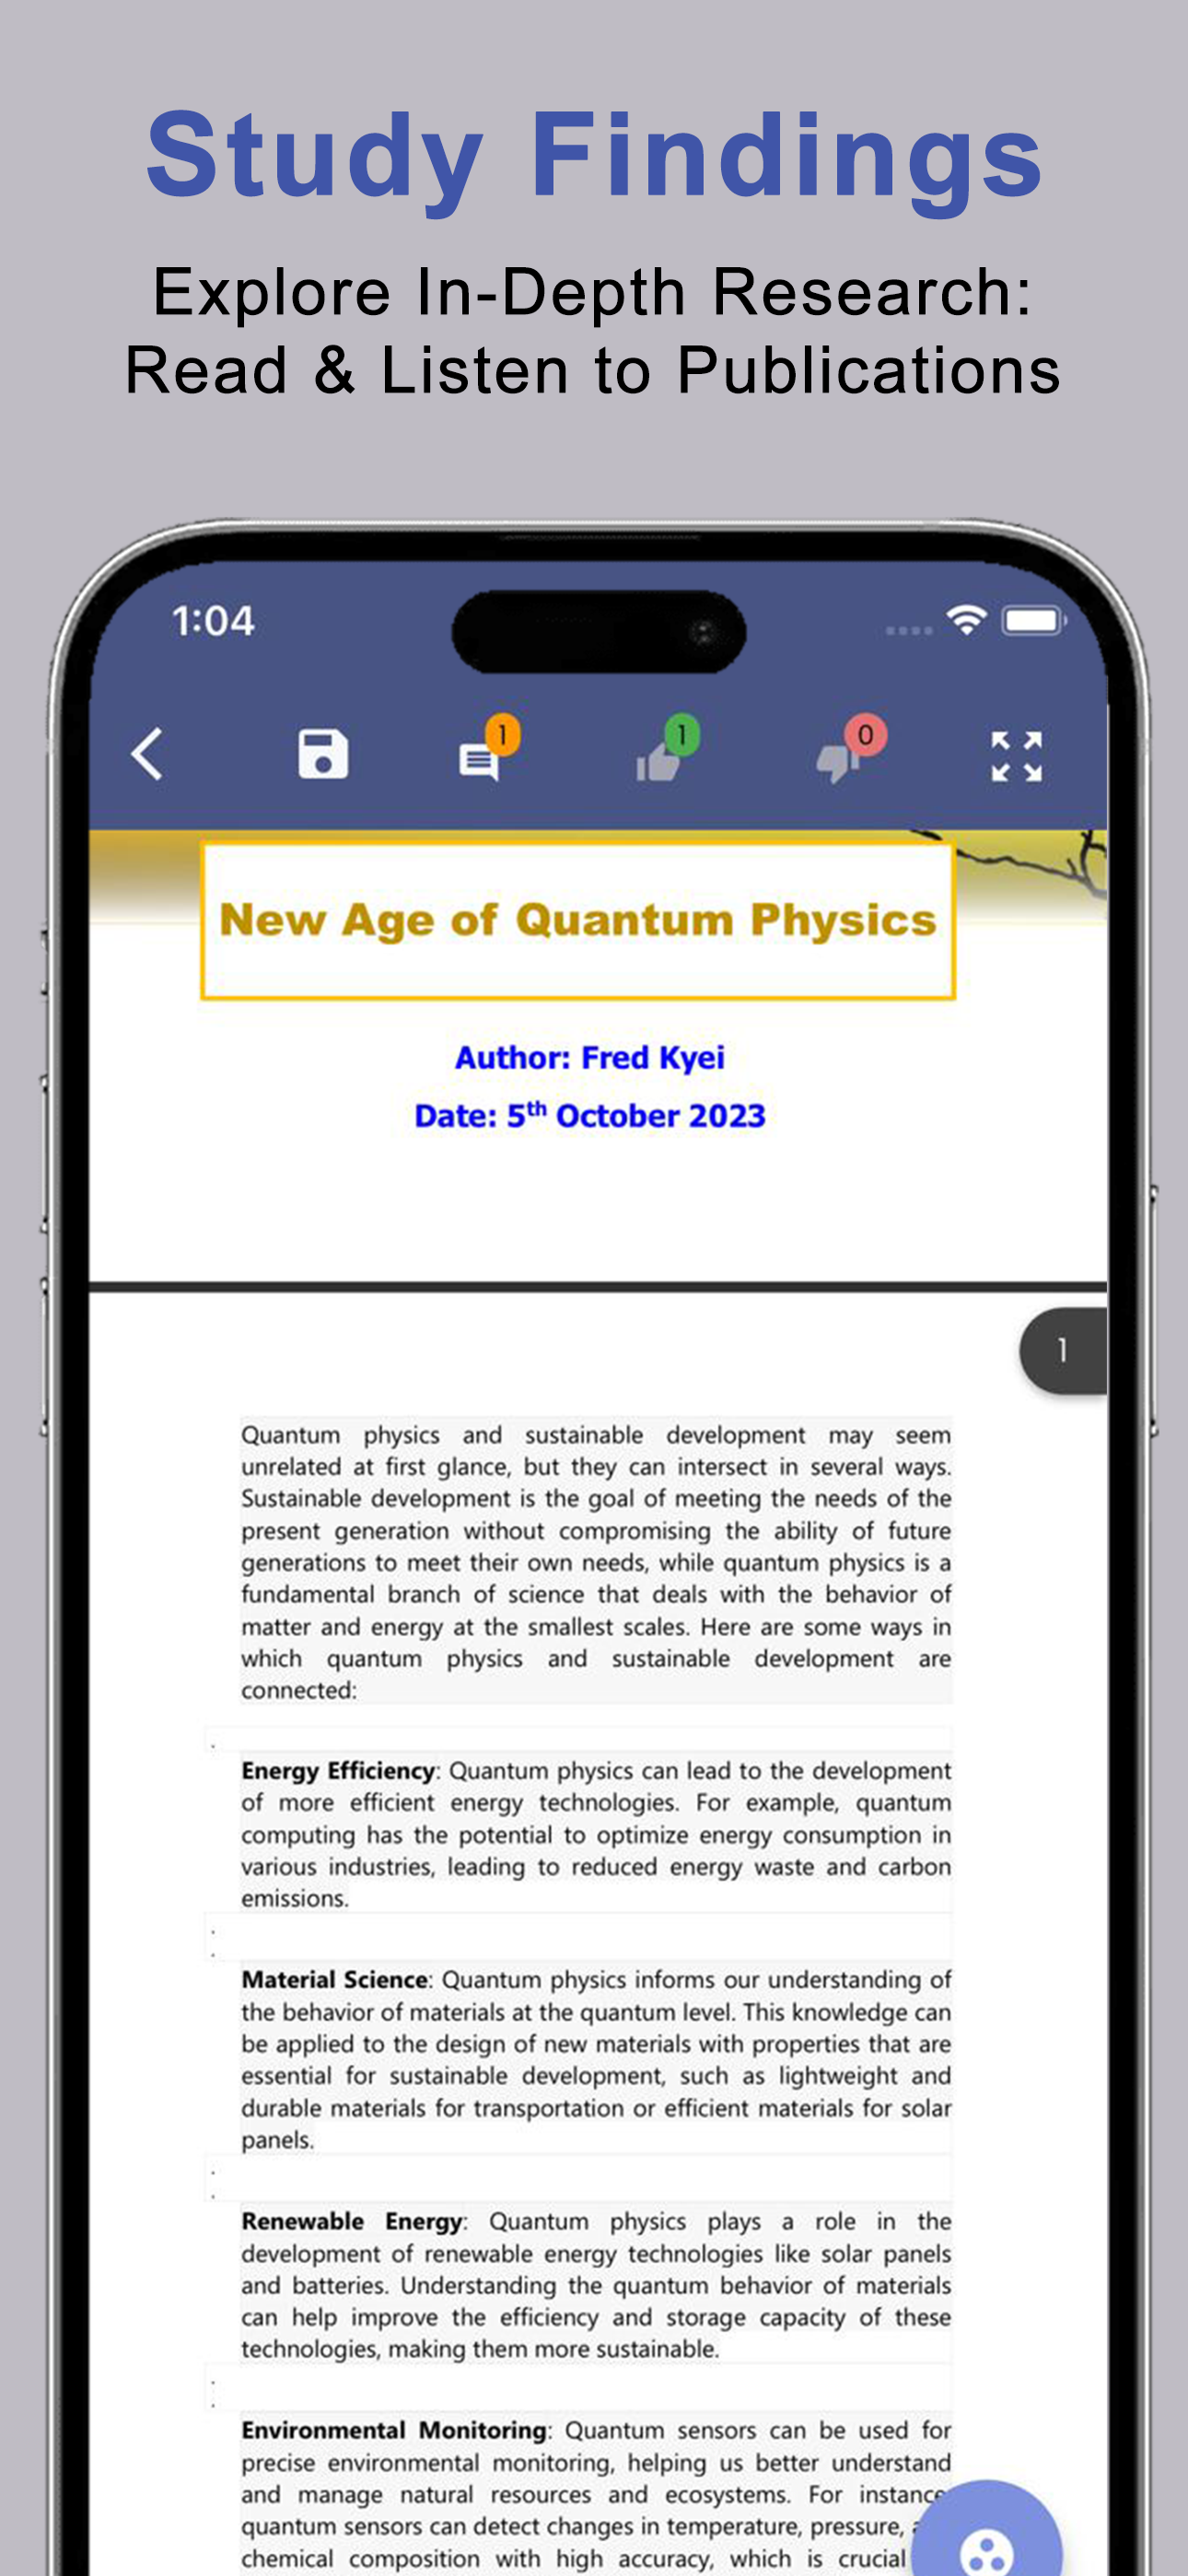 Study Findings
Explore In-Depth Research:
Read & Listen to Publications
1:04
1
1
0
New Age of Quantum Physics
Author: Fred Kyei
Date: 5th October 2023
1
Quantum physics and sustainable development may seem
unrelated at first glance, but they can intersect in several ways.
Sustainable development is the goal of meeting the needs of the
present generation without compromising the ability of future
generations to meet their own needs, while quantum physics is a
fundamental branch of science that deals with the behavior of
matter and energy at the smallest scales. Here are some ways in
which quantum physics and sustainable development are
connected:
Energy Efficiency: Quantum physics can lead to the development
of more efficient energy technologies. For example, quantum
computing has the potential to optimize energy consumption in
various industries, leading to reduced energy waste and carbon
emissions.
Material Science: Quantum physics informs our understanding of
the behavior of materials at the quantum level. This knowledge can
be applied to the design of new materials with properties that are
essential for sustainable development, such as lightweight and
durable materials for transportation or efficient materials for solar
panels.
Renewable Energy: Quantum physics plays a role in the
development of renewable energy technologies like solar panels
and batteries. Understanding the quantum behavior of materials
can help improve the efficiency and storage capacity of these
technologies, making them more sustainable.
Environmental Monitoring: Quantum sensors can be used for
precise environmental monitoring, helping us better understand
and manage natural resources and ecosystems. For instance,
quantum sensors can detect changes in temperature, pressure,
chemical composition with high accuracy, which is crucial